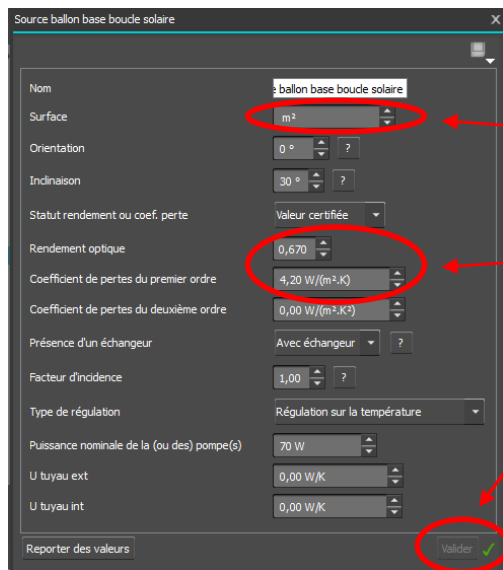 Source ballon base boucle solaire X
Nom : ballon base boucle solaire
Surface m²
Orientation 0 ° ?
Inclinaison 30 ° ?
Statut rendement ou coef. perte Valeur certifiée
Rendement optique 0,670
Coefficient de pertes du premier ordre 4,20 W/(m².K)
Coefficient de pertes du deuxième ordre 0,00 W/(m².K²)
Présence d'un échangeur Avec échangeur ?
Facteur d'incidence 1,00 ?
Type de régulation Régulation sur la température
Puissance nominale de la (ou des) pompe(s) 70 W
U tuyau ext 0,00 W/K
U tuyau int 0,00 W/K
Reporter des valeurs Valider